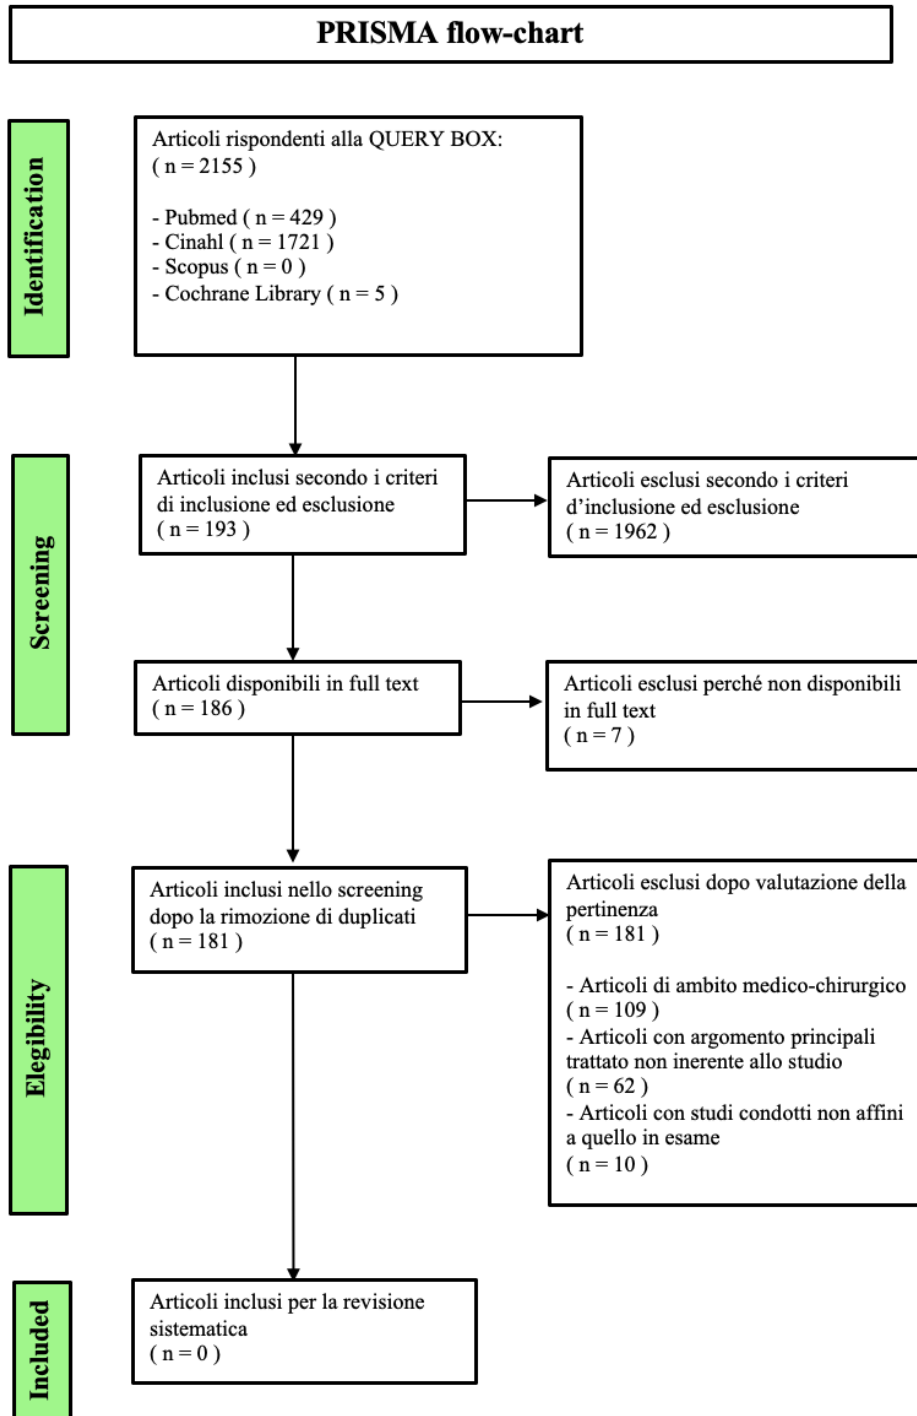 PRISMA flow-chart
Identification
Articoli rispondenti alla QUERY BOX:
( n = 2155 )
- Pubmed ( n = 429 )
- Cinahl ( n = 1721 )
- Scopus ( n = 0 )
- Cochrane Library ( n = 5 )
Screening
Articoli inclusi secondo i criteri
di inclusione ed esclusione
( n = 193 )
Articoli esclusi secondo i criteri
d’inclusione ed esclusione
( n = 1962 )
Articoli disponibili in full text
( n = 186 )
Articoli esclusi perché non disponibili
in full text
( n = 7 )
Elegibility
Articoli inclusi nello screening
dopo la rimozione di duplicati
( n = 181 )
Articoli esclusi dopo valutazione della
pertinenza
( n = 181 )
- Articoli di ambito medico-chirurgico
( n = 109 )
- Articoli con argomento principali
trattato non inerente allo studio
( n = 62 )
- Articoli con studi condotti non affini
a quello in esame
( n = 10 )
Included
Articoli inclusi per la revisione
sistematica
( n = 0 )